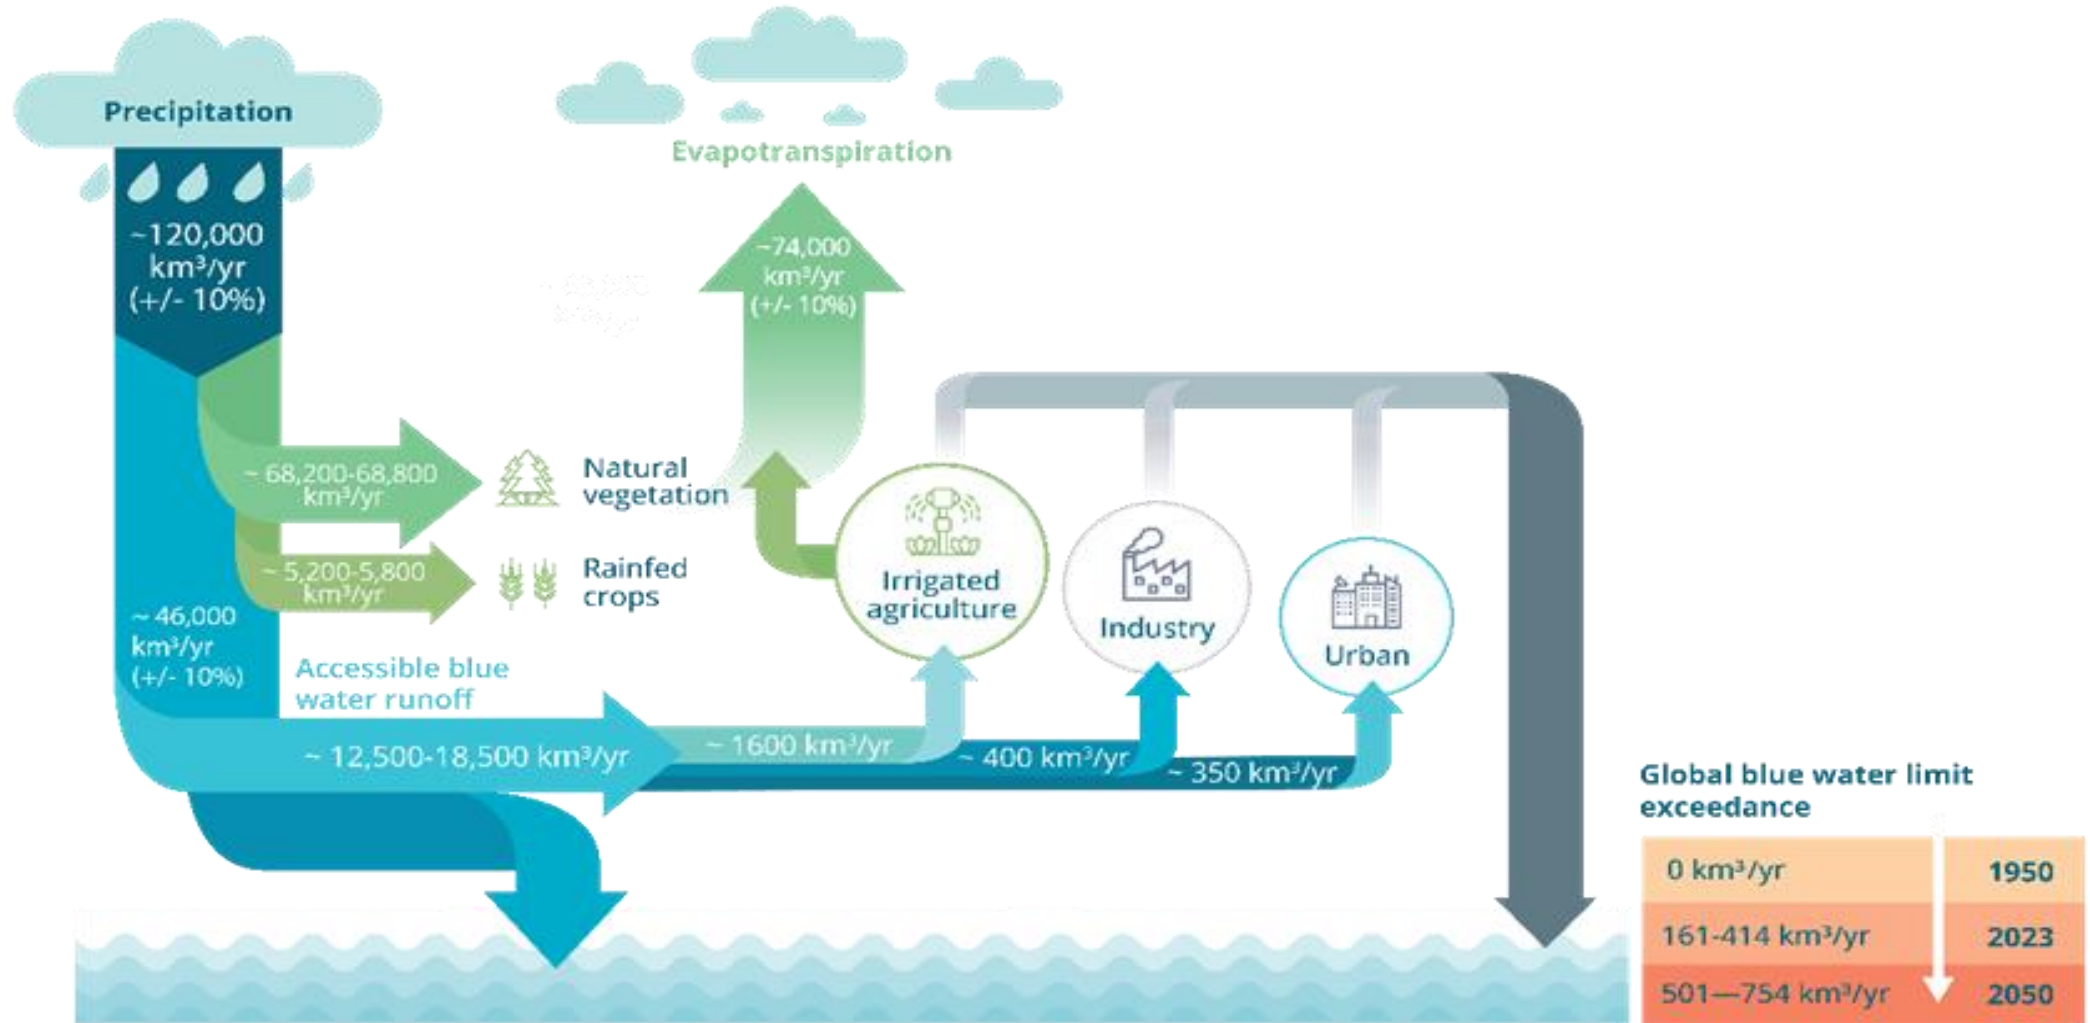 Precipitation
~120,000
km³/yr
(+/- 10%)
Evapotranspiration
~74,000
km³/yr
(+/- 10%)
~ 68,200-68,800
km³/yr
Natural
vegetation
~ 5,200-5,800
km³/yr
Rainfed
crops
~ 46,000
km³/yr
(+/- 10%)
Accessible blue
water runoff
~ 12,500-18,500 km³/yr
~ 1600 km³/yr
~ 400 km³/yr
~ 350 km³/yr
Irrigated
agriculture
Industry
Urban
Global blue water limit
exceedance
0 km³/yr 1950
161-414 km³/yr 2023
501—754 km³/yr 2050